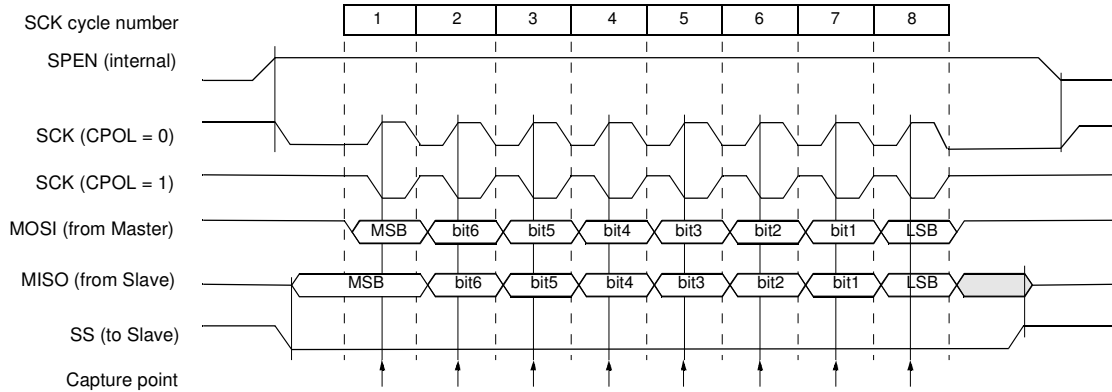 SCK cycle number 1 2 3 4 5 6 7 8
SPEN (internal)
SCK (CPOL = 0)
SCK (CPOL = 1)
MOSI (from Master) MSB bit6 bit5 bit4 bit3 bit2 bit1 LSB
MISO (from Slave) MSB bit6 bit5 bit4 bit3 bit2 bit1 LSB
SS (to Slave)
Capture point